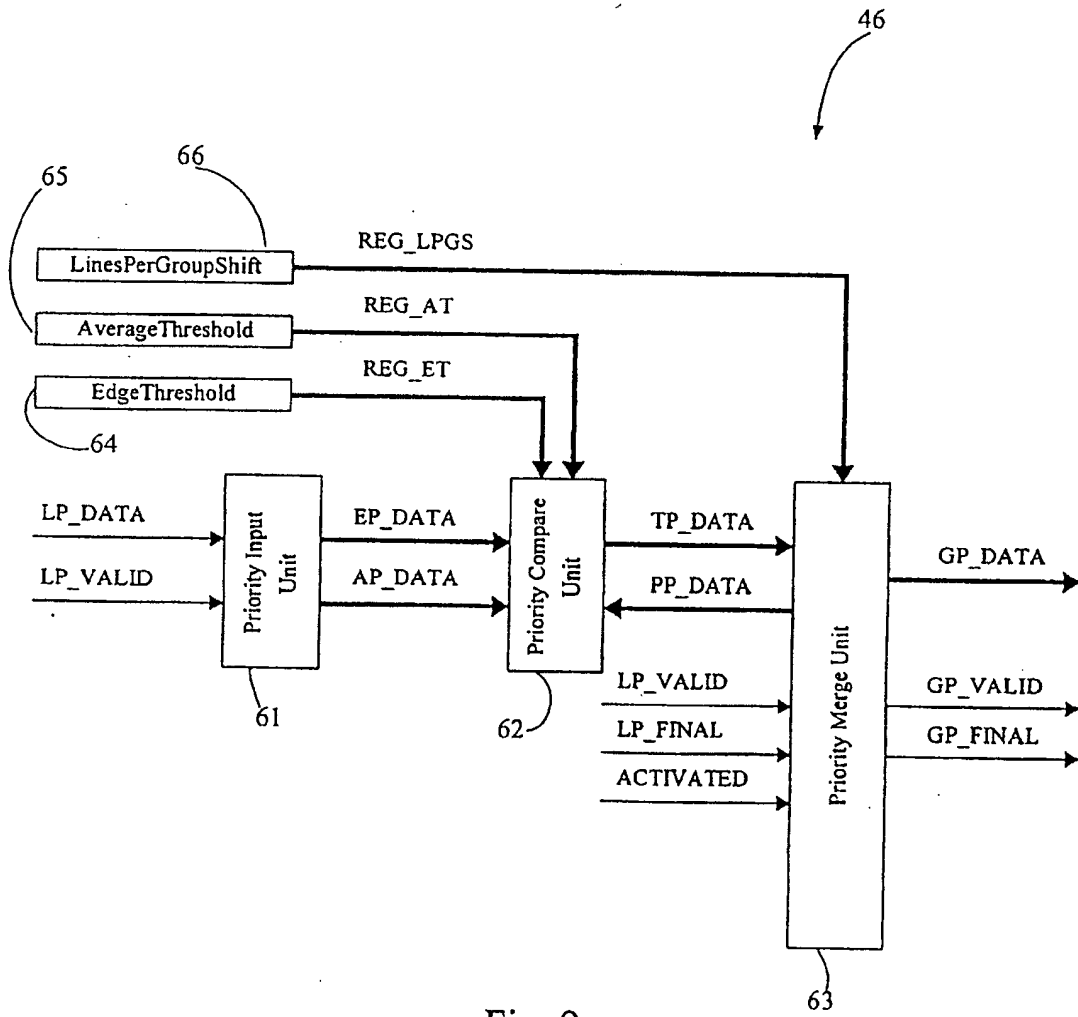 46
66
65
REG_LPGS
LinesPerGroupShift
REG_AT
AverageThreshold
REG_ET
EdgeThreshold
64
LP_DATA
EP_DATA
TP_DATA
GP_DATA
LP_VALID
AP_DATA
PP_DATA
Priority Input
Unit
Priority Compare
Unit
Priority Merge Unit
LP_VALID
GP_VALID
61
62
LP_FINAL
GP_FINAL
ACTIVATED
63